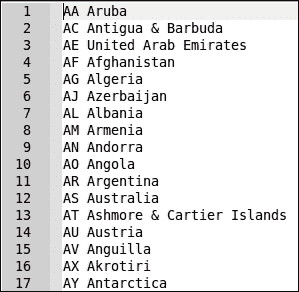 1 AA Aruba
2 AC Antigua & Barbuda
3 AE United Arab Emirates
4 AF Afghanistan
5 AG Algeria
6 AJ Azerbaijan
7 AL Albania
8 AM Armenia
9 AN Andorra
10 AO Angola
11 AR Argentina
12 AS Australia
13 AT Ashmore & Cartier Islands
14 AU Austria
15 AV Anguilla
16 AX Akrotiri
17 AY Antarctica